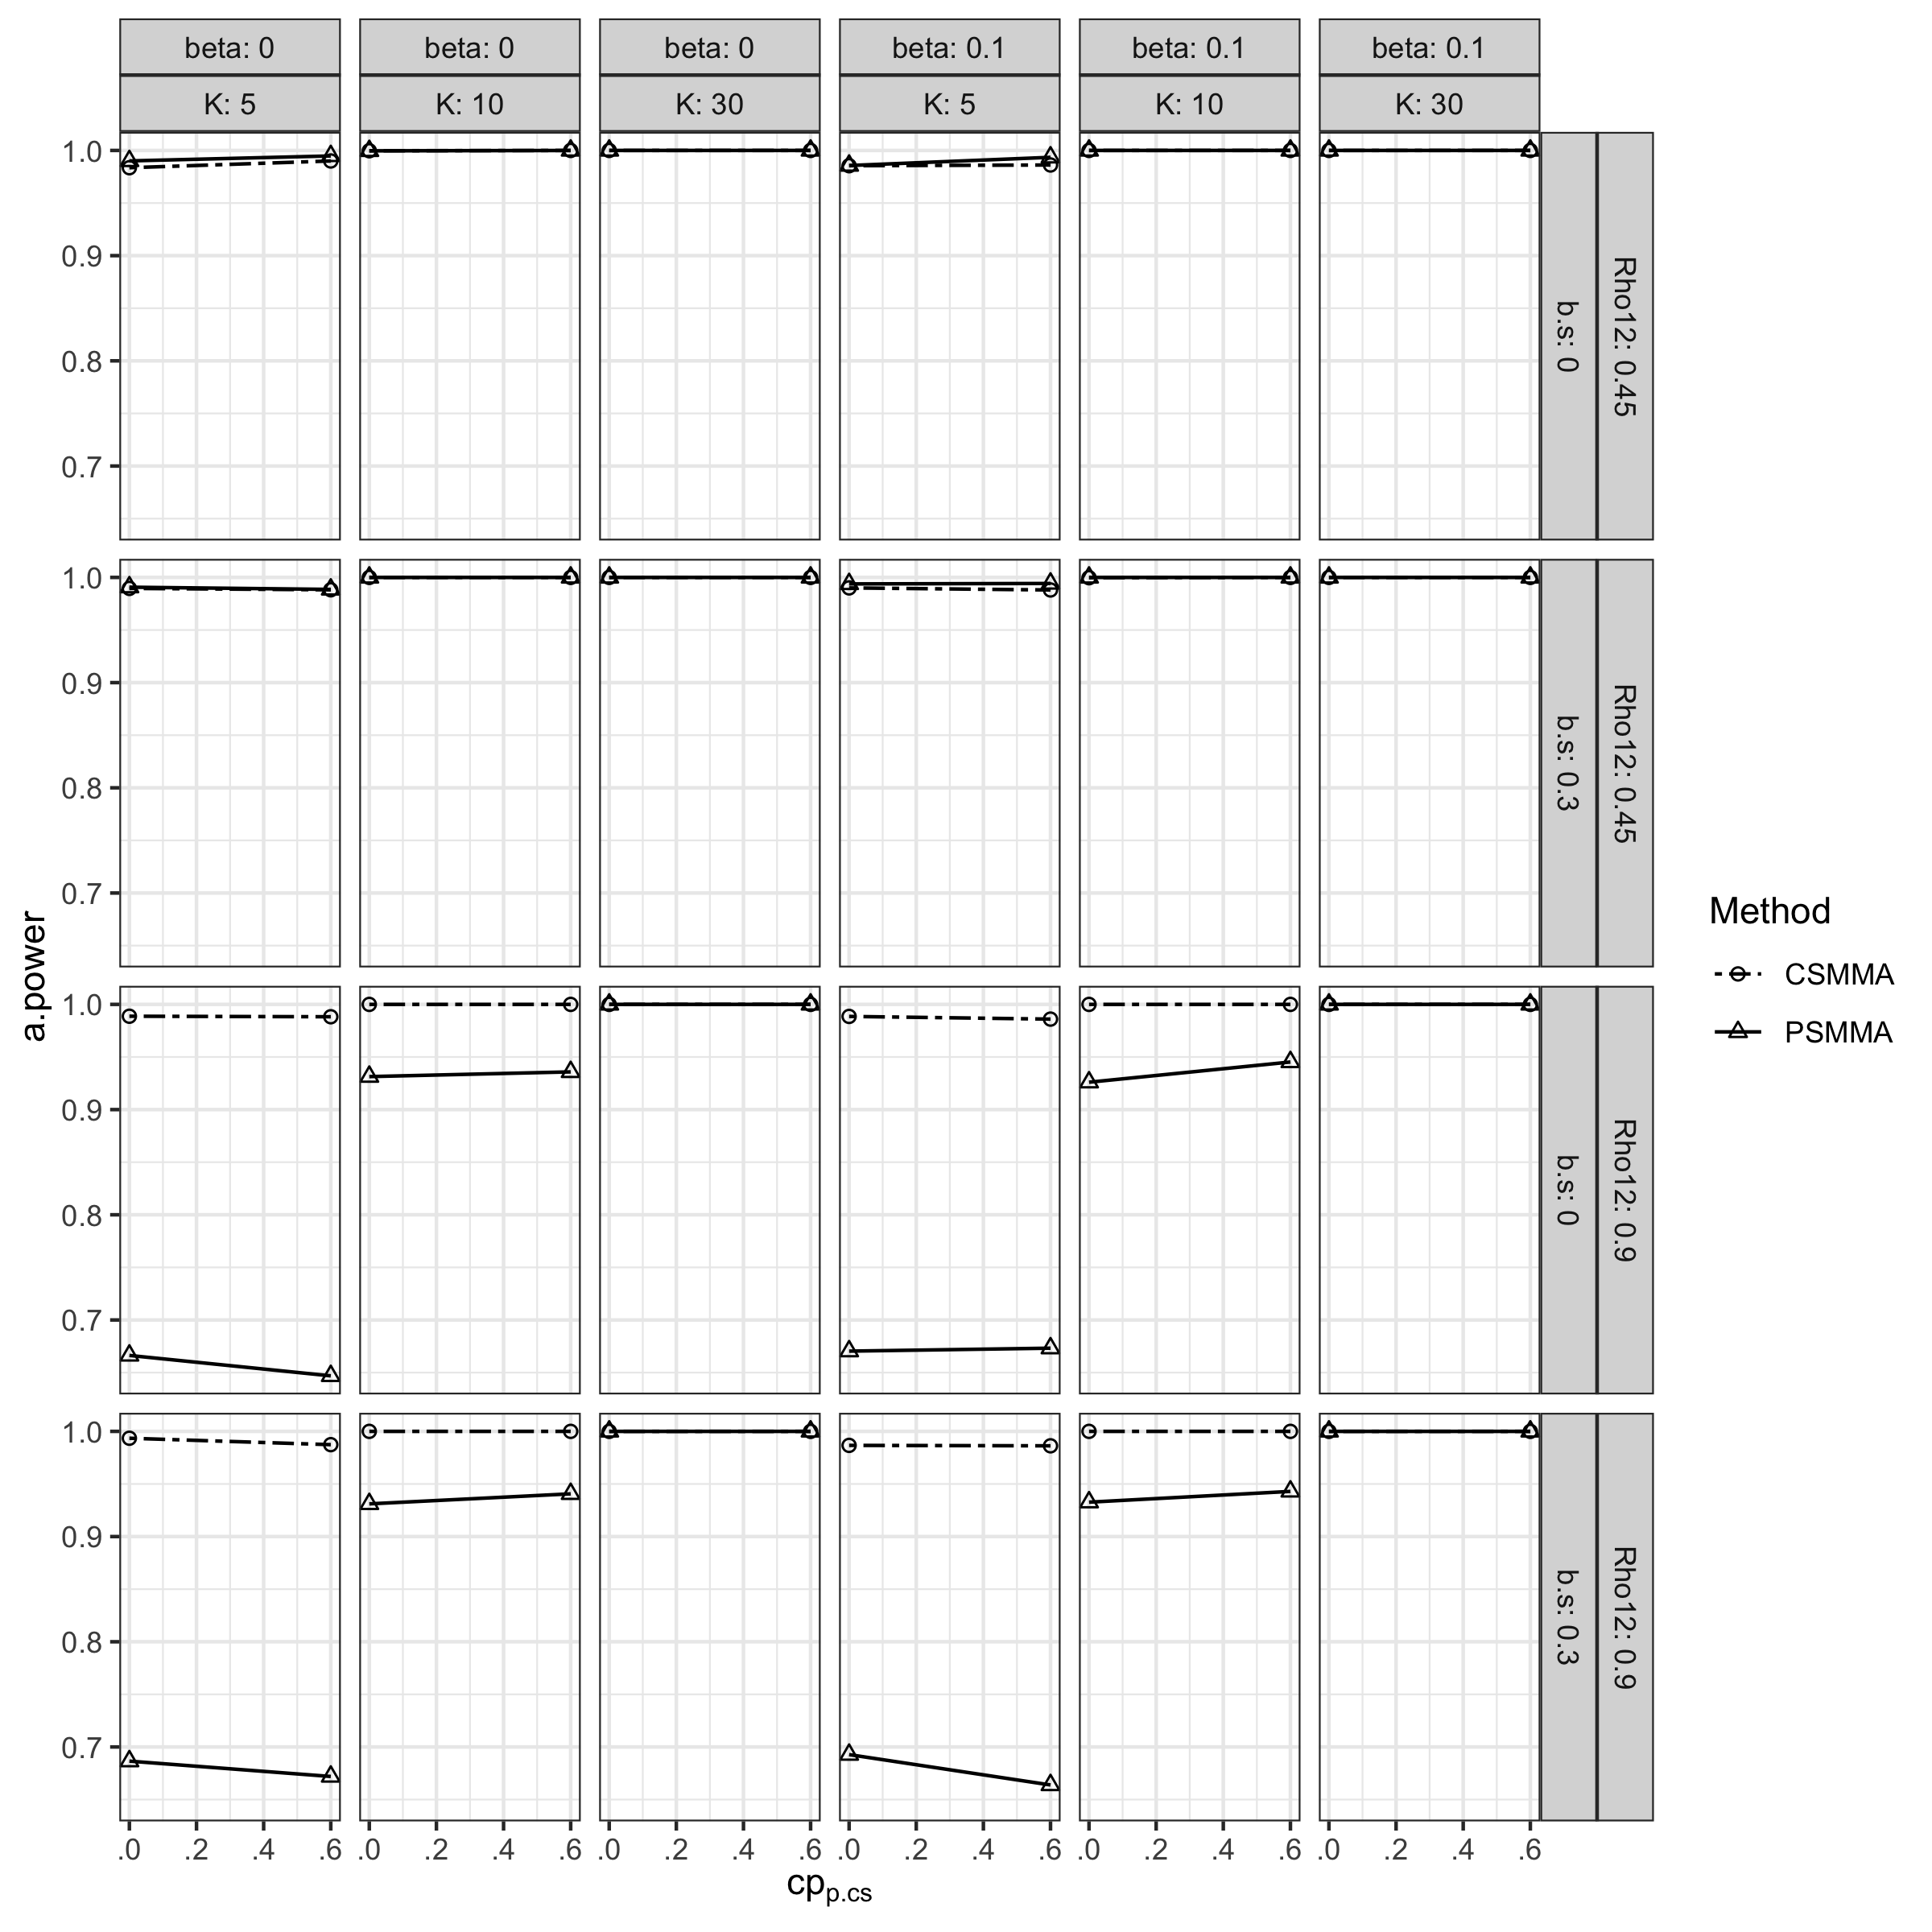 beta: 0 beta: 0 beta: 0 beta: 0.1 beta: 0.1 beta: 0.1
K: 5 K: 10 K: 30 K: 5 K: 10 K: 30
1.0
0.9
0.8
0.7
b.s: 0
Rho12: 0.45
1.0
0.9
0.8
0.7
b.s: 0.3
Rho12: 0.45
1.0
0.9
0.8
0.7
b.s: 0
Rho12: 0.9
1.0
0.9
0.8
0.7
b.s: 0.3
Rho12: 0.9
a.power
.0 .2 .4 .6 .0 .2 .4 .6 .0 .2 .4 .6 .0 .2 .4 .6 .0 .2 .4 .6 .0 .2 .4 .6
cpp.cs
Method
CSMMA
PSMMA